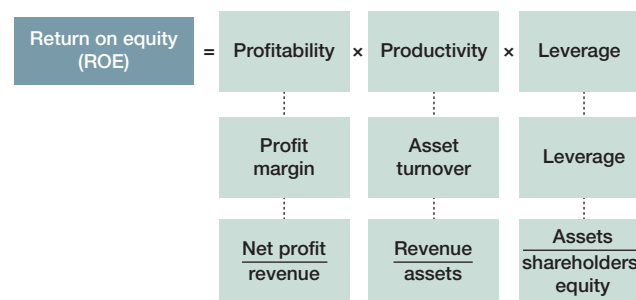 Return on equity
(ROE)
=
Profitability
×
Productivity
×
Leverage
Profit
margin
Asset
turnover
Leverage
Net profit
revenue
Revenue
assets
Assets
shareholders
equity